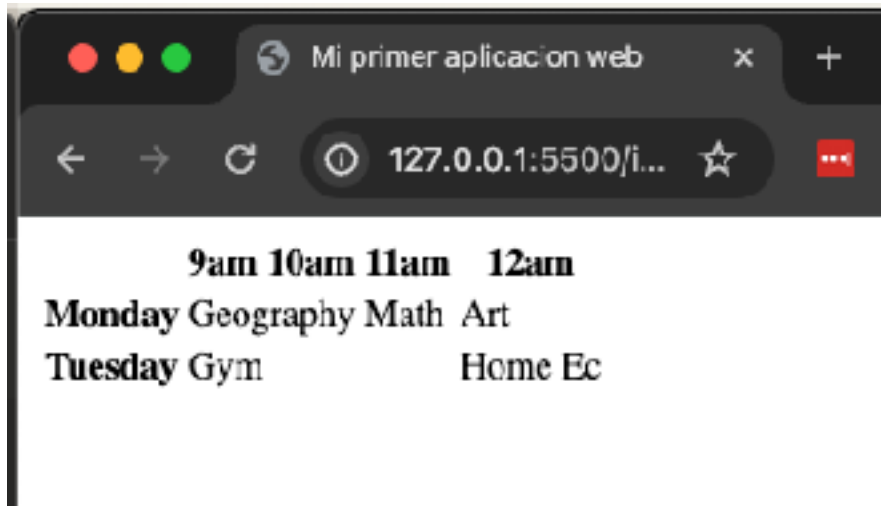 Mi primer aplicacion web
127.0.0.1:5500/i...
9am 10am 11am 12am
Monday Geography Math Art
Tuesday Gym Home Ec